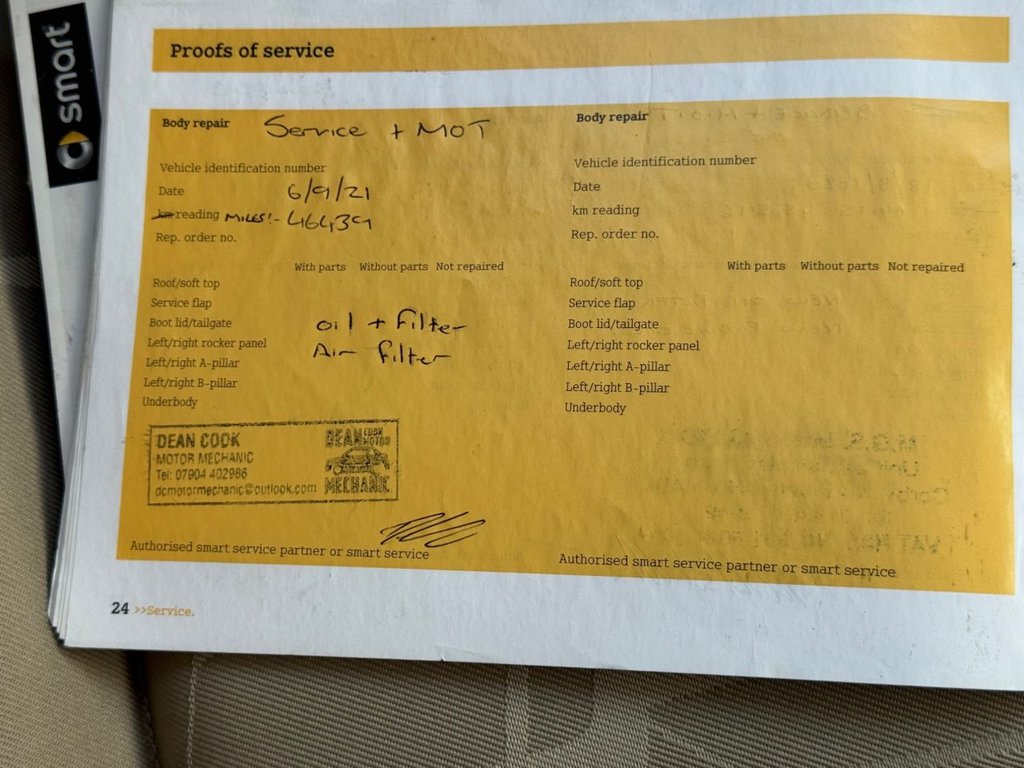 smart
Proofs of service
Body repair Service + MOT
Vehicle identification number
Date 6/9/21
km reading MILES:- 46439
Rep. order no.
With parts Without parts Not repaired
Roof/soft top
Service flap
Boot lid/tailgate oil + Filter
Left/right rocker panel Air filter
Left/right A-pillar
Left/right B-pillar
Underbody
DEAN COOK
MOTOR MECHANIC
Tel: 07904 402986
dcmotormechanic@outlook.com
DEAN COOK
MOTOR
MECHANIC
Authorised smart service partner or smart service
Body repair
Vehicle identification number
Date
km reading
Rep. order no.
With parts Without parts Not repaired
Roof/soft top
Service flap
Boot lid/tailgate
Left/right rocker panel
Left/right A-pillar
Left/right B-pillar
Underbody
Authorised smart service partner or smart service
24 >>Service.